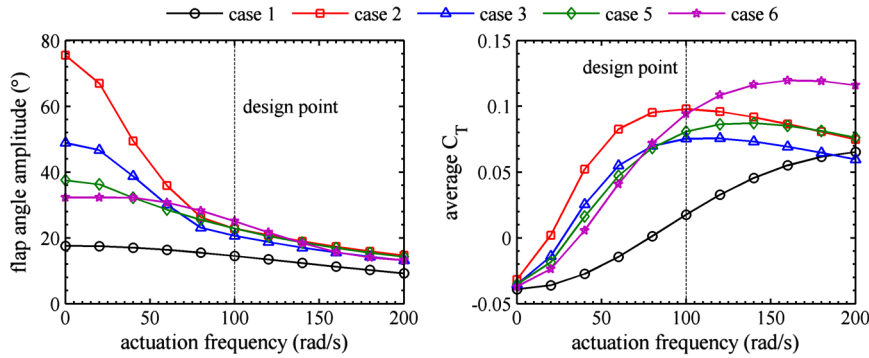 case 1 case 2 case 3 case 5 case 6
80
60
40
20
0
0 50 100 150 200
flap angle amplitude (°)
actuation frequency (rad/s)
design point
0.15
0.1
0.05
0
-0.05
0 50 100 150 200
average C_T
actuation frequency (rad/s)
design point